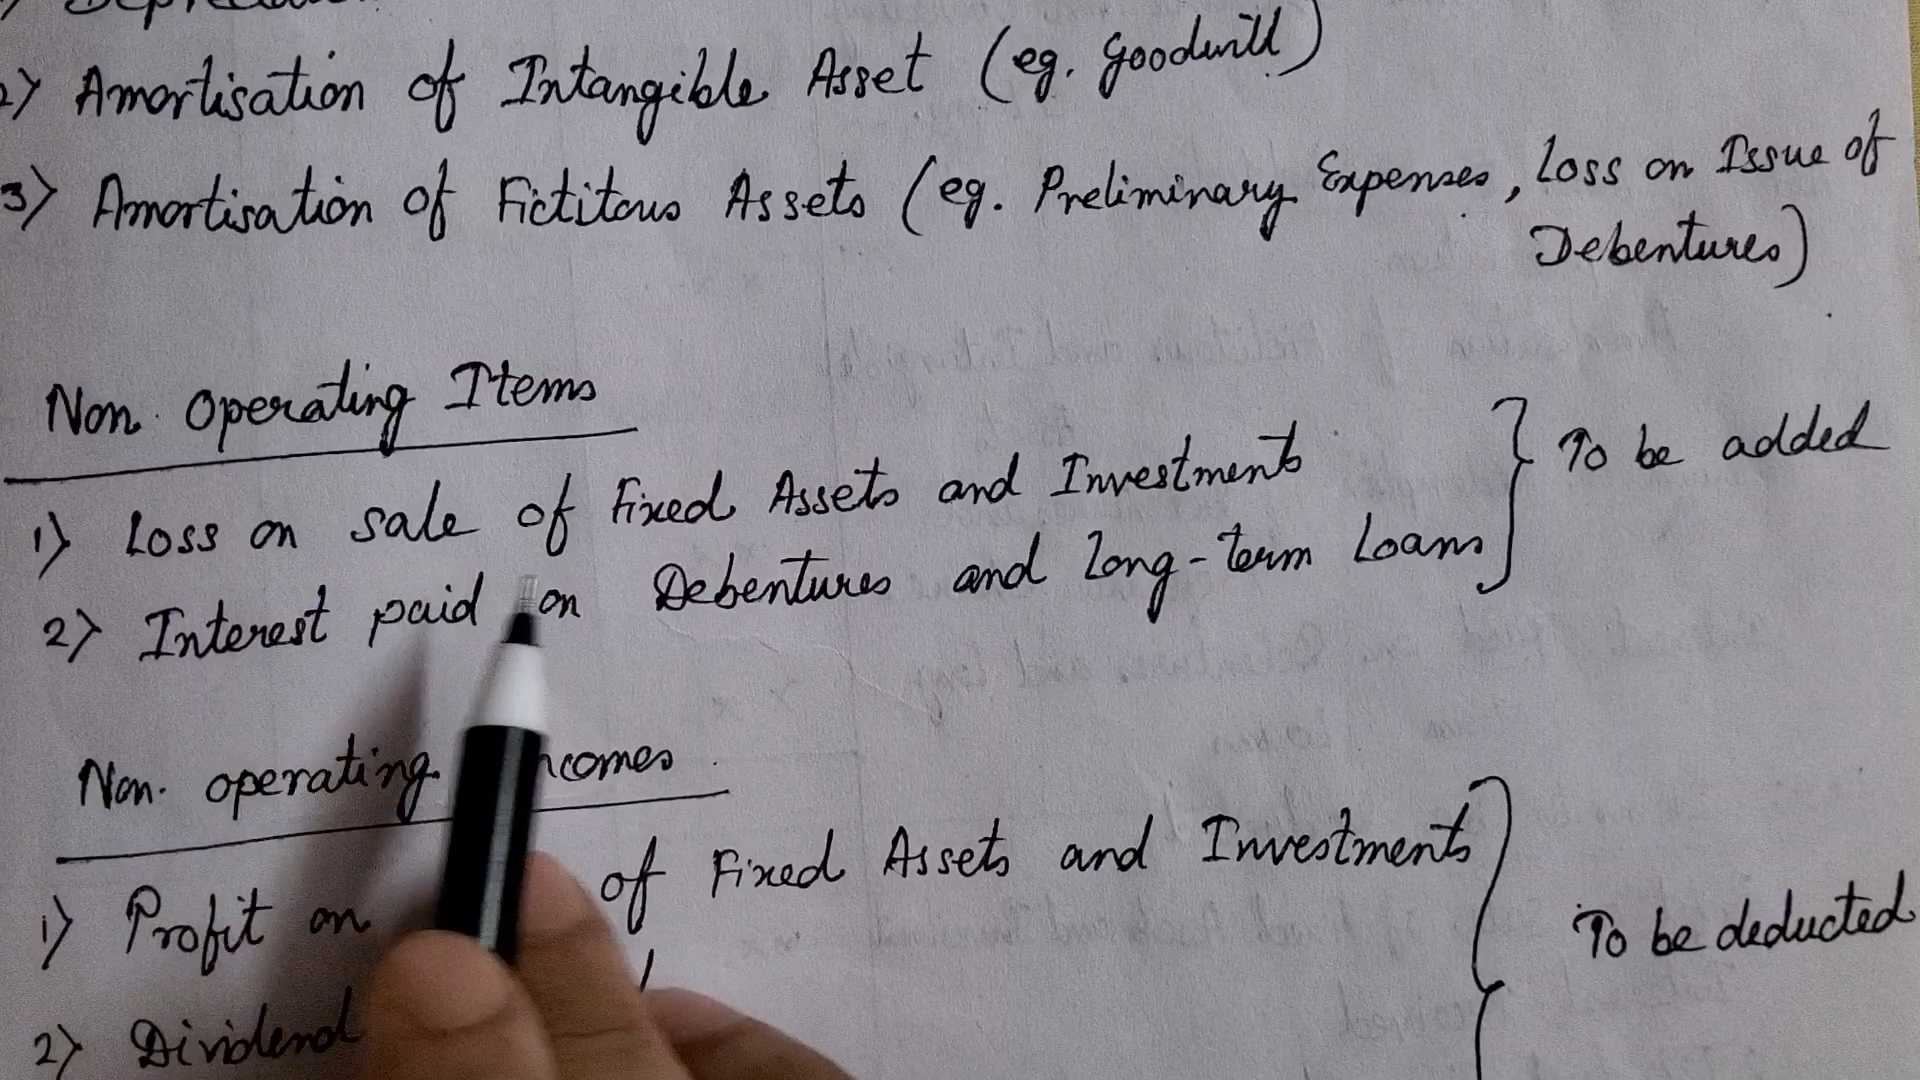 2) Amortisation of Intangible Asset (eg. Goodwill)
3) Amortisation of Fictitous Assets (eg. Preliminary Expenses, Loss on Issue of
Debentures)
Non Operating Items
1) Loss on sale of Fixed Assets and Investment
2) Interest paid on Debentures and Long-term Loans
To be added
Non. operating
1) Profit on of Fixed Assets and Investments
2) Dividend
To be deducted